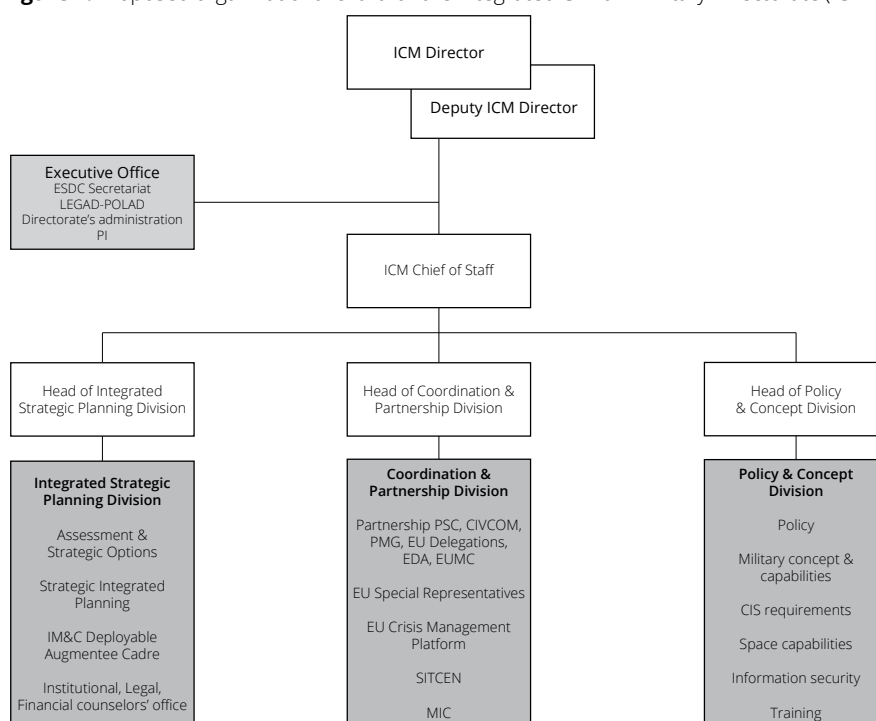 ICM Director
Deputy ICM Director
Executive Office
ESDC Secretariat
LEGAD-POLAD
Directorate's administration
PI
ICM Chief of Staff
Head of Integrated
Strategic Planning Division
Head of Coordination &
Partnership Division
Head of Policy
& Concept Division
Integrated Strategic
Planning Division
Assessment &
Strategic Options
Strategic Integrated
Planning
IM&C Deployable
Augmentee Cadre
Institutional, Legal,
Financial counselors' office
Coordination &
Partnership Division
Partnership PSC, CIVCOM,
PMG, EU Delegations,
EDA, EUMC
EU Special Representatives
EU Crisis Management
Platform
SITCEN
MIC
Policy & Concept
Division
Policy
Military concept &
capabilities
CIS requirements
Space capabilities
Information security
Training